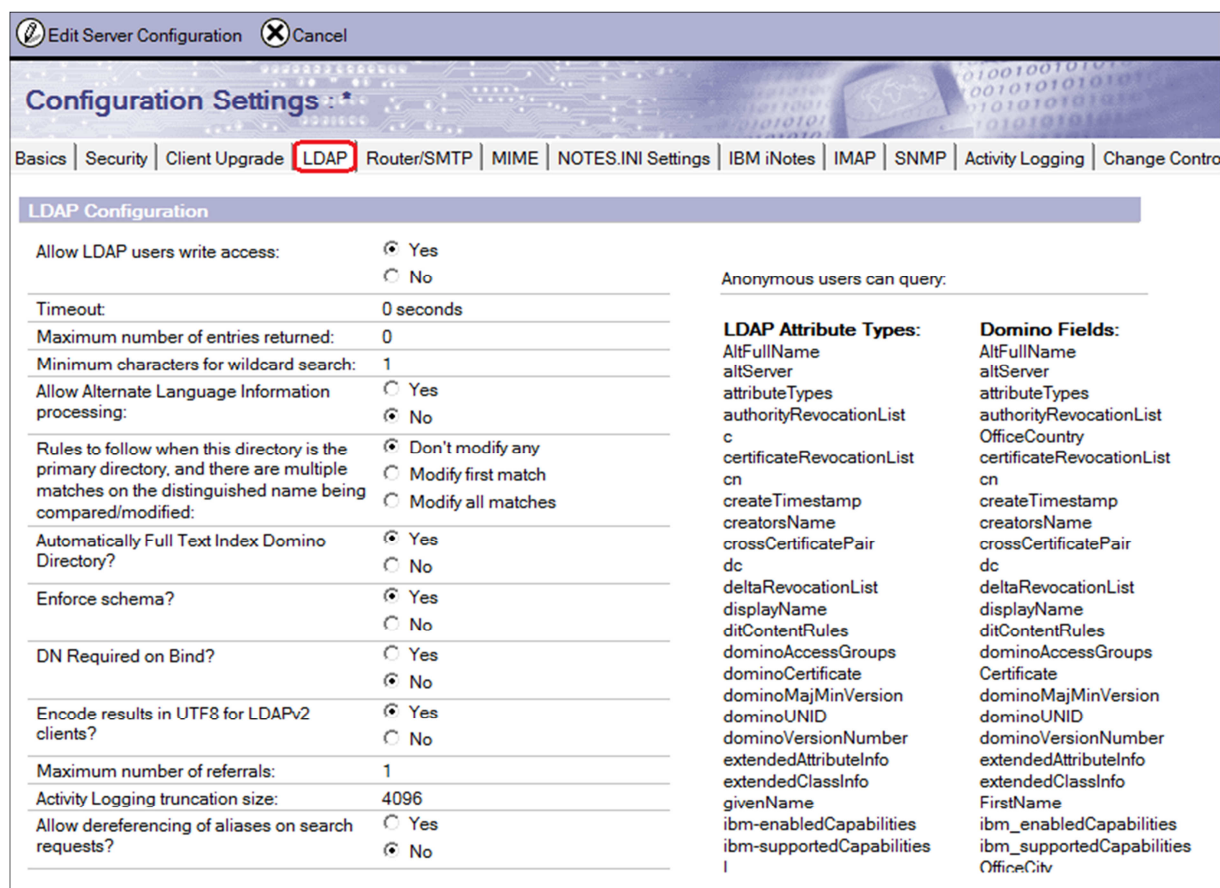 Edit Server Configuration Cancel
Configuration Settings : *
Basics Security Client Upgrade LDAP Router/SMTP MIME NOTES.INI Settings IBM iNotes IMAP SNMP Activity Logging Change Contro
LDAP Configuration
Allow LDAP users write access:
Yes
No
Timeout: 0 seconds
Maximum number of entries returned: 0
Minimum characters for wildcard search: 1
Allow Alternate Language Information
processing:
Yes
No
Rules to follow when this directory is the
primary directory, and there are multiple
matches on the distinguished name being
compared/modified:
Don't modify any
Modify first match
Modify all matches
Automatically Full Text Index Domino
Directory?
Yes
No
Enforce schema?
Yes
No
DN Required on Bind?
Yes
No
Encode results in UTF8 for LDAPv2
clients?
Yes
No
Maximum number of referrals: 1
Activity Logging truncation size: 4096
Allow dereferencing of aliases on search
requests?
Yes
No
Anonymous users can query:
LDAP Attribute Types: Domino Fields:
AltFullName AltFullName
altServer altServer
attributeTypes attributeTypes
authorityRevocationList authorityRevocationList
c OfficeCountry
certificateRevocationList certificateRevocationList
cn cn
createTimestamp createTimestamp
creatorsName creatorsName
crossCertificatePair crossCertificatePair
dc dc
deltaRevocationList deltaRevocationList
displayName displayName
ditContentRules ditContentRules
dominoAccessGroups dominoAccessGroups
dominoCertificate Certificate
dominoMajMinVersion dominoMajMinVersion
dominoUNID dominoUNID
dominoVersionNumber dominoVersionNumber
extendedAttributeInfo extendedAttributeInfo
extendedClassInfo extendedClassInfo
givenName FirstName
ibm-enabledCapabilities ibm_enabledCapabilities
ibm-supportedCapabilities ibm_supportedCapabilities
l OfficeCity